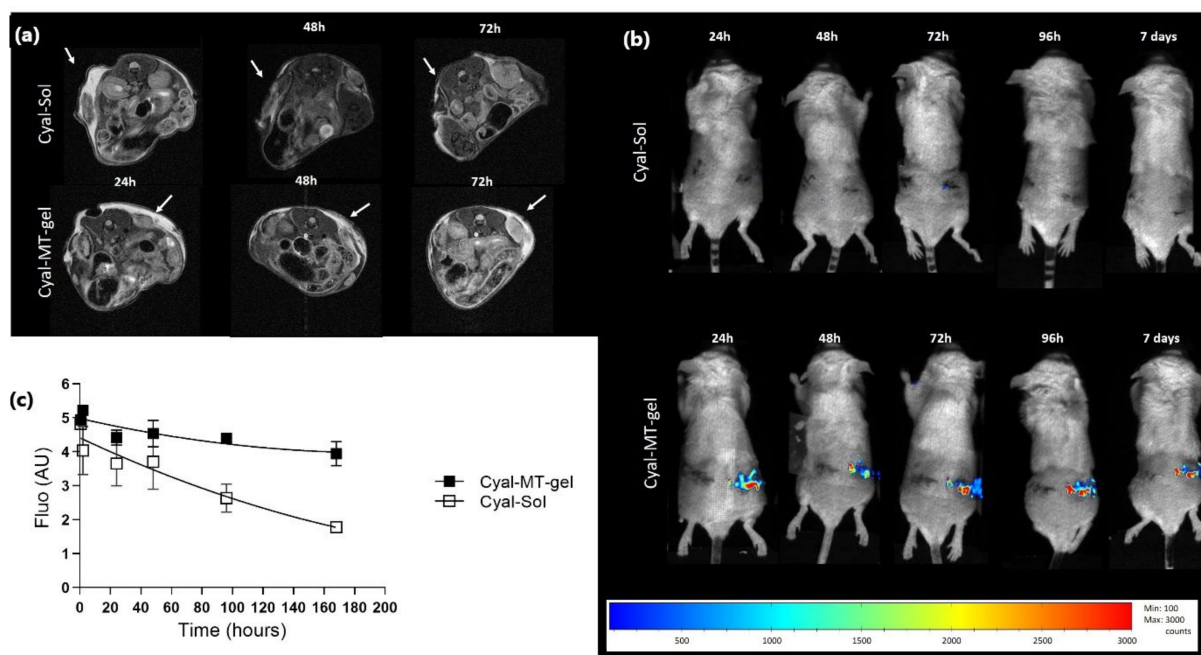 (a)
48h
72h
Cyal-Sol
24h
48h
72h
Cyal-MT-gel
(b)
24h
48h
72h
96h
7 days
Cyal-Sol
24h
48h
72h
96h
7 days
Cyal-MT-gel
500
1000
2000
2500
3000
Min: 100
Max: 3000
counts
(c)
6
5
4
3
2
1
0
Fluo (AU)
0
20
40
60
80
100
120
140
160
180
200
Time (hours)
Cyal-MT-gel
Cyal-Sol